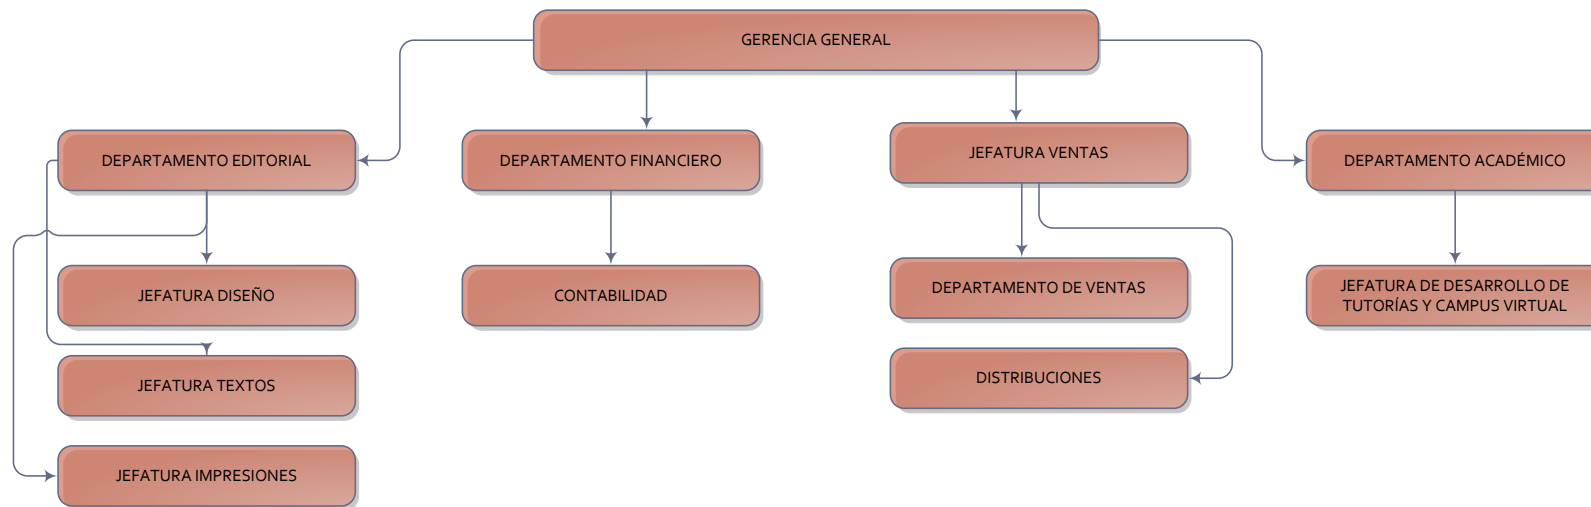 GERENCIA GENERAL
DEPARTAMENTO EDITORIAL
DEPARTAMENTO FINANCIERO
JEFATURA VENTAS
DEPARTAMENTO ACADÉMICO
JEFATURA DISEÑO
CONTABILIDAD
DEPARTAMENTO DE VENTAS
JEFATURA DE DESARROLLO DE
TUTORÍAS Y CAMPUS VIRTUAL
JEFATURA TEXTOS
DISTRIBUCIONES
JEFATURA IMPRESIONES